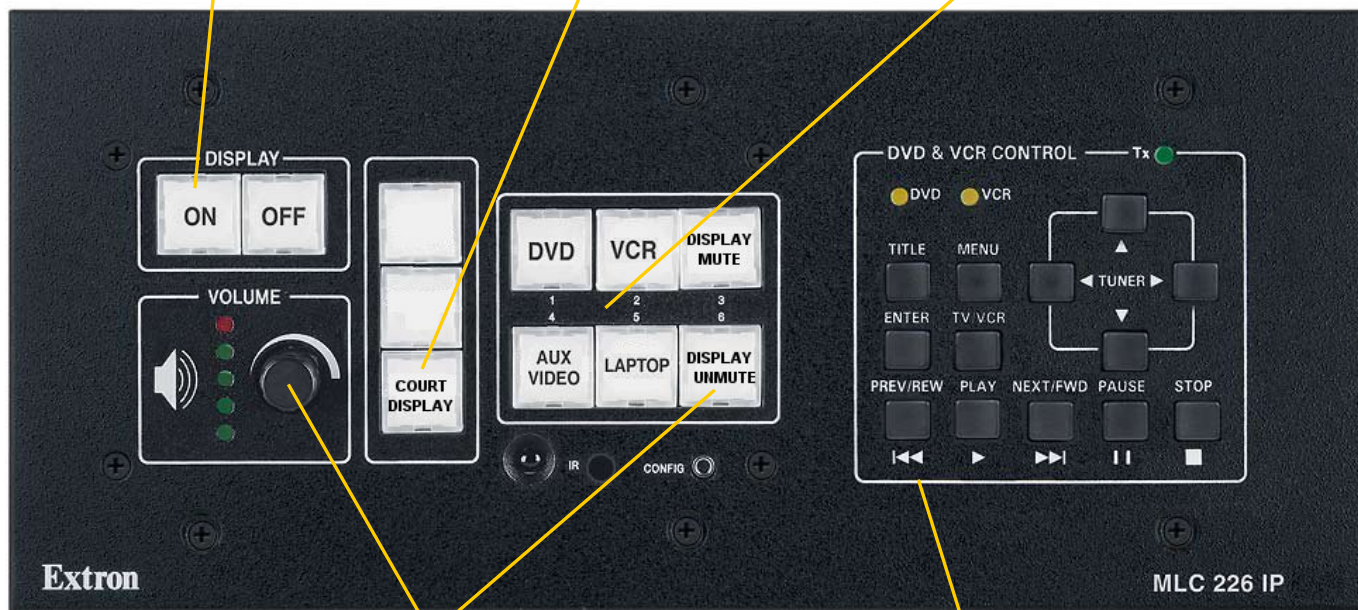 DISPLAY
ON
OFF
VOLUME
COURT
DISPLAY
DVD
VCR
DISPLAY
MUTE
1
2
3
4
5
6
AUX
VIDEO
LAPTOP
DISPLAY
UNMUTE
IR
CONFIG
DVD & VCR CONTROL
Tx
DVD
VCR
TITLE
MENU
TUNER
ENTER
TV/VCR
PREV/REW
PLAY
NEXT/FWD
PAUSE
STOP
Extron
MLC 226 IP